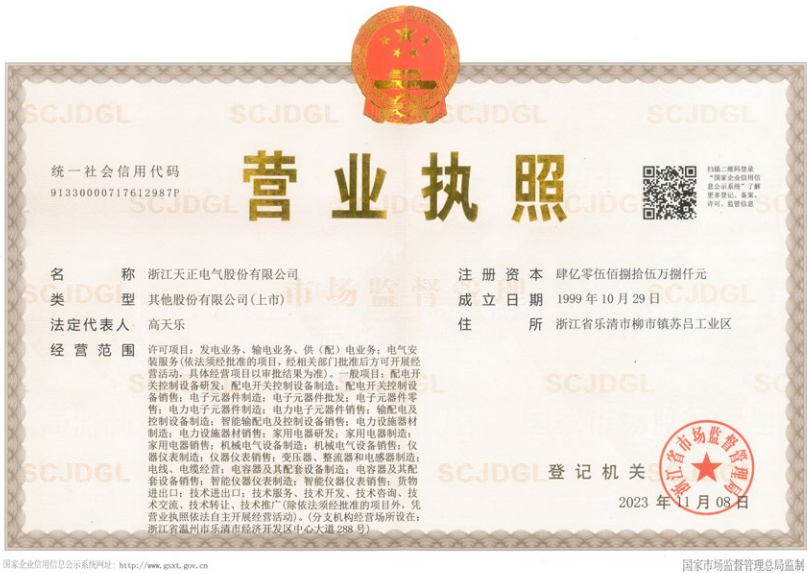 营业执照
统一社会信用代码
91330000717612987P
扫描二维码登录
“国家企业信用信
息公示系统”了解
更多登记、备案、
许可、监管信息
名 称 浙江天正电气股份有限公司
类 型 其他股份有限公司(上市)
法定代表人 高天乐
经营范围 许可项目：发电业务、输电业务、供（配）电业务；电气安
装服务(依法须经批准的项目，经相关部门批准后方可开展经
营活动，具体经营项目以审批结果为准)。一般项目：配电开
关控制设备研发；配电开关控制设备制造；配电开关控制设
备销售；电子元器件制造；电子元器件批发；电子元器件零
售；电力电子元器件制造；电力电子元器件销售；输配电及
控制设备制造；智能输配电及控制设备销售；电力设施器材
制造；电力设施器材销售；家用电器研发；家用电器制造；
家用电器销售；机械电气设备制造；机械电气设备销售；仪
器仪表制造；仪器仪表销售；变压器、整流器和电感器制造；
电线、电缆经营；电容器及其配套设备制造；电容器及其配
套设备销售；智能仪器仪表制造；智能仪器仪表销售；货物
进出口；技术进出口；技术服务、技术开发、技术咨询、技
术交流、技术转让、技术推广(除依法须经批准的项目外，凭
营业执照依法自主开展经营活动)。(分支机构经营场所设在：
浙江省温州市乐清市经济开发区中心大道288号)
注册资本 肆亿零伍佰捌拾伍万捌仟元
成立日期 1999年10月29日
住 所 浙江省乐清市柳市镇苏吕工业区
登记机关
浙江省市场监督管理局
2023年11月08日
国家企业信用信息公示系统网址：http://www.gsxt.gov.cn
国家市场监督管理总局监制